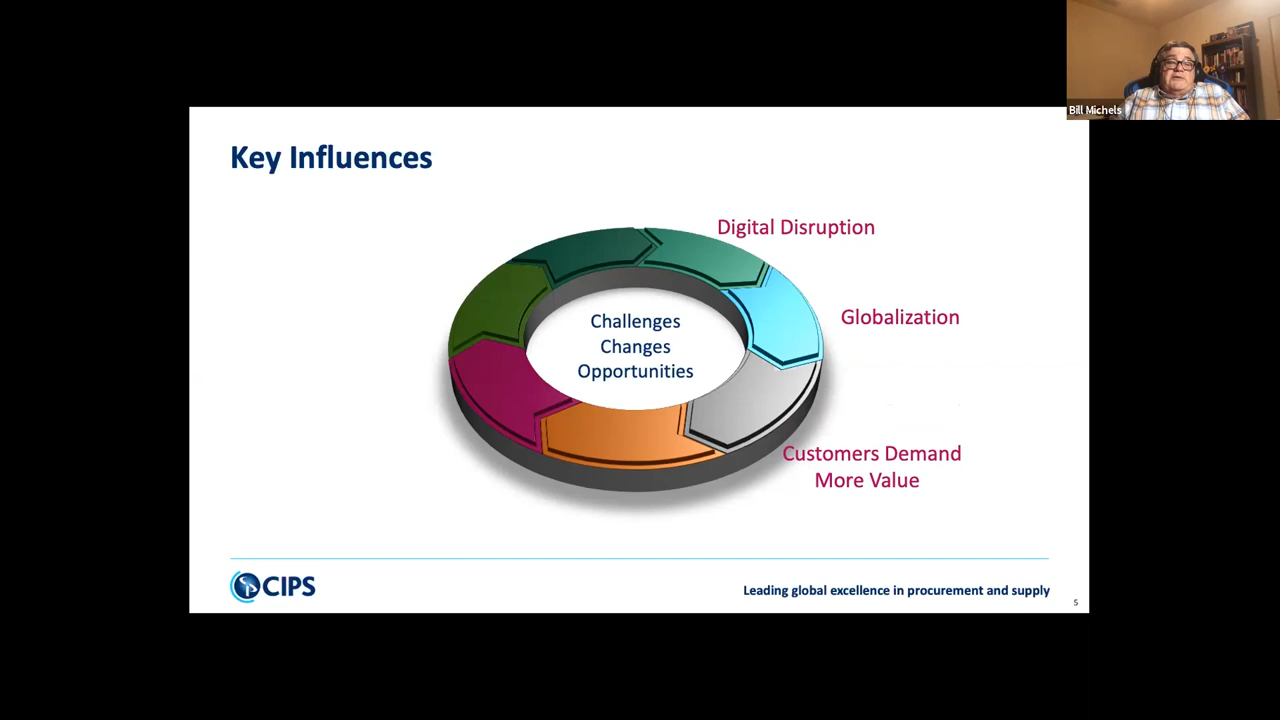 Bill Michels
Key Influences
Digital Disruption
Globalization
Challenges
Changes
Opportunities
Customers Demand
More Value
CIPS
Leading global excellence in procurement and supply
5